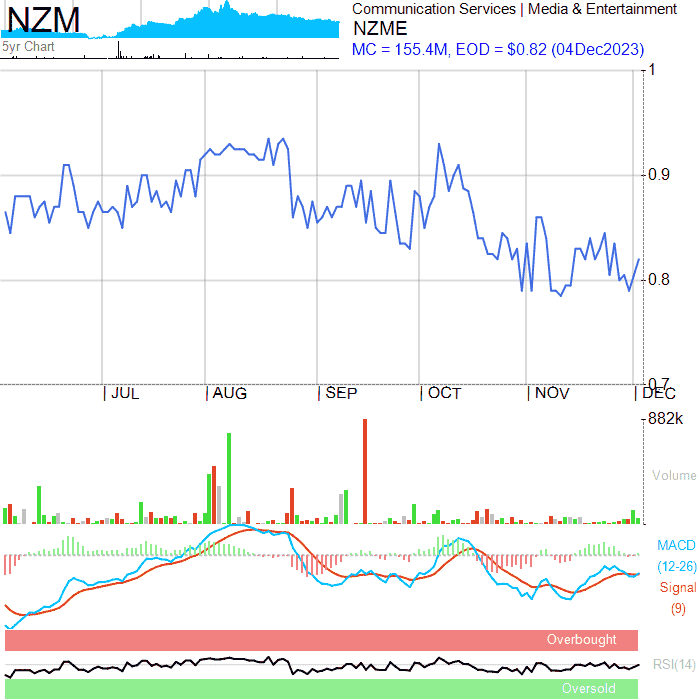 NZM
5yr Chart
Communication Services | Media & Entertainment
NZME
MC = 155.4M, EOD = $0.82 (04Dec2023)
1
0.9
0.8
0.7
JUL AUG SEP OCT NOV DEC
882k
Volume
MACD
(12-26)
Signal
(9)
Overbought
RSI(14)
Oversold